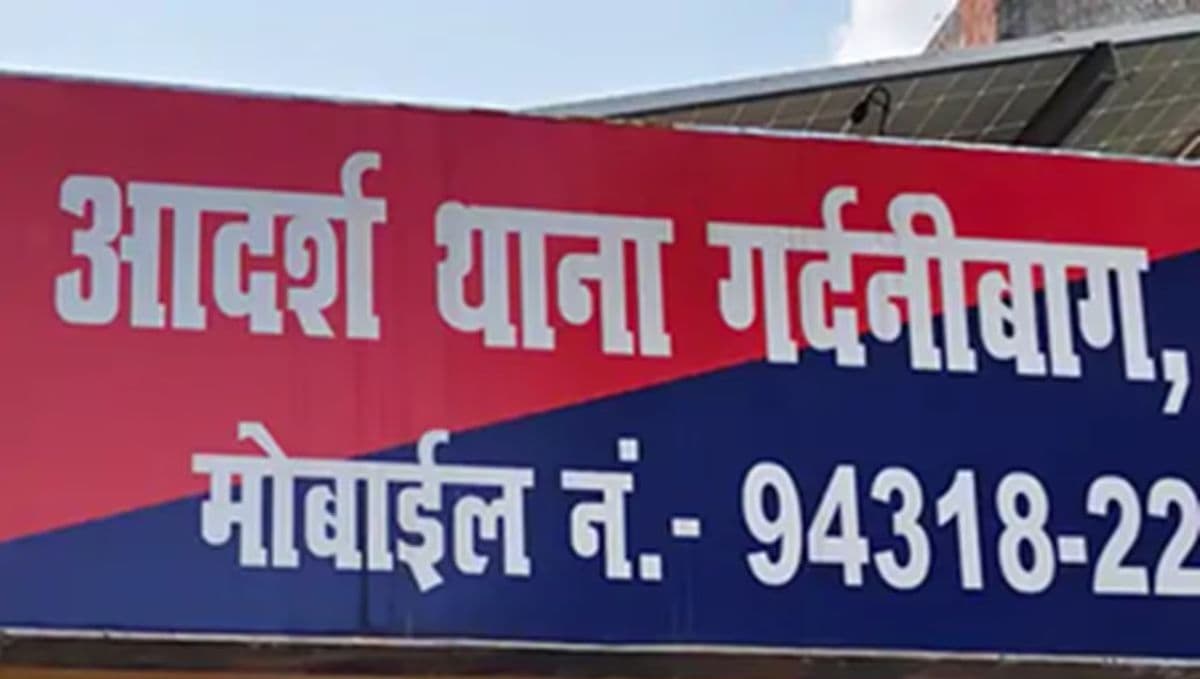 आदर्श थाना गर्दनीबाग,
मोबाईल नं.- 94318-22